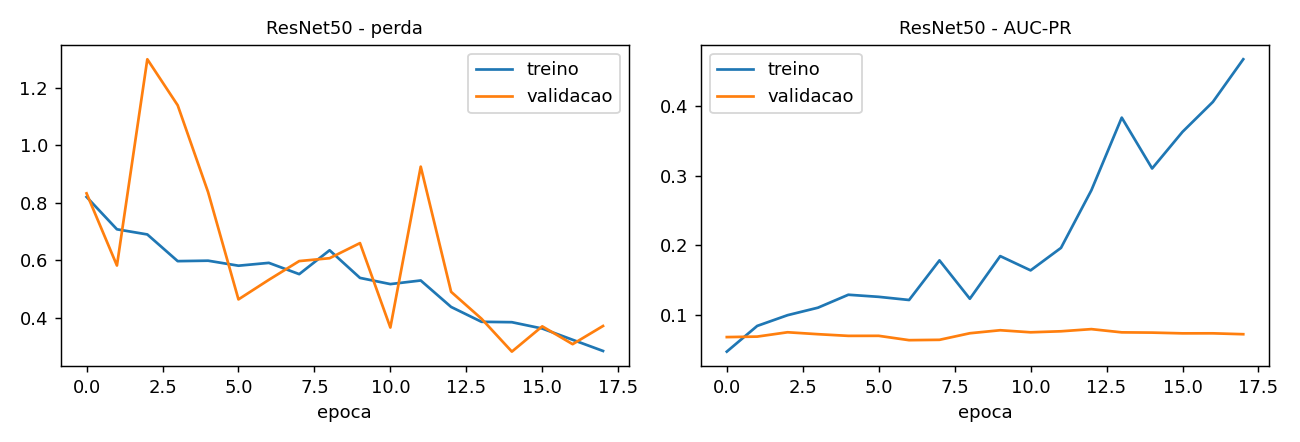 ResNet50 - perda
treino
validacao
1.2
1.0
0.8
0.6
0.4
0.0 2.5 5.0 7.5 10.0 12.5 15.0 17.5
epoca
ResNet50 - AUC-PR
treino
validacao
0.4
0.3
0.2
0.1
0.0 2.5 5.0 7.5 10.0 12.5 15.0 17.5
epoca